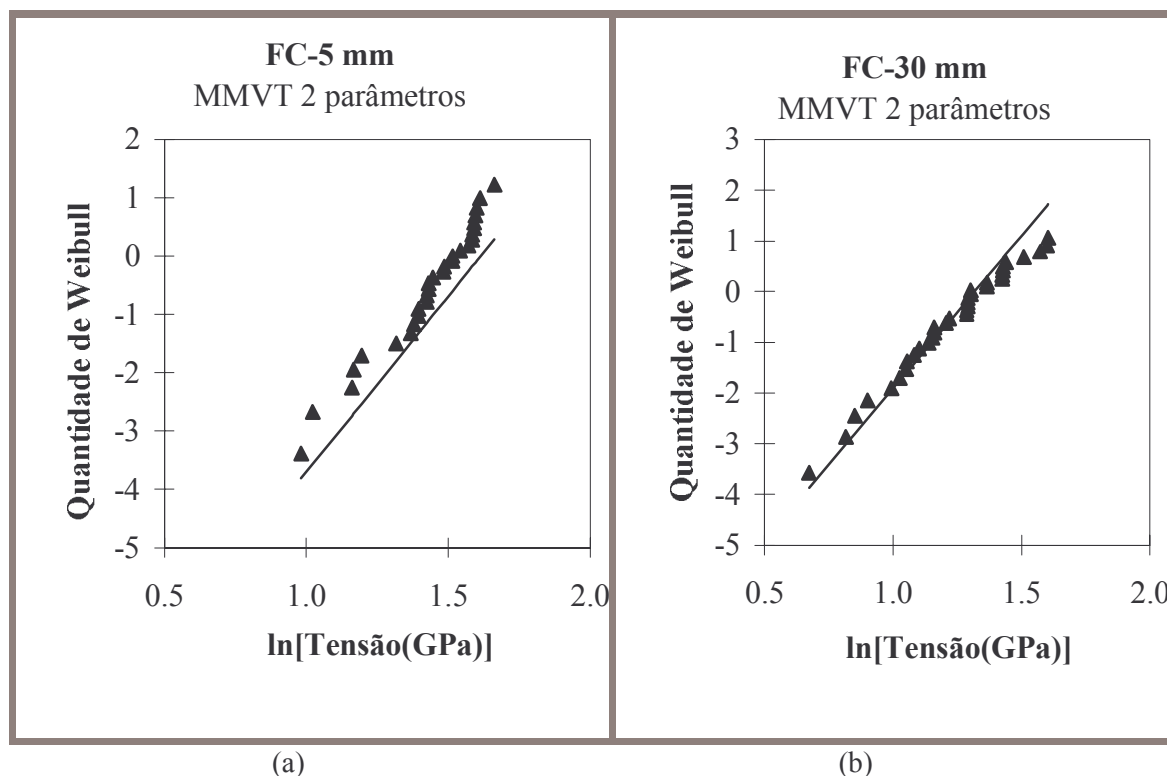 FC-5 mm
MMVT 2 parâmetros
2
1
0
-1
-2
-3
-4
-5
Quantidade de Weibull
0.5 1.0 1.5 2.0
ln[Tensão(GPa)]
(a)
FC-30 mm
MMVT 2 parâmetros
3
2
1
0
-1
-2
-3
-4
-5
Quantidade de Weibull
0.5 1.0 1.5 2.0
ln[Tensão(GPa)]
(b)